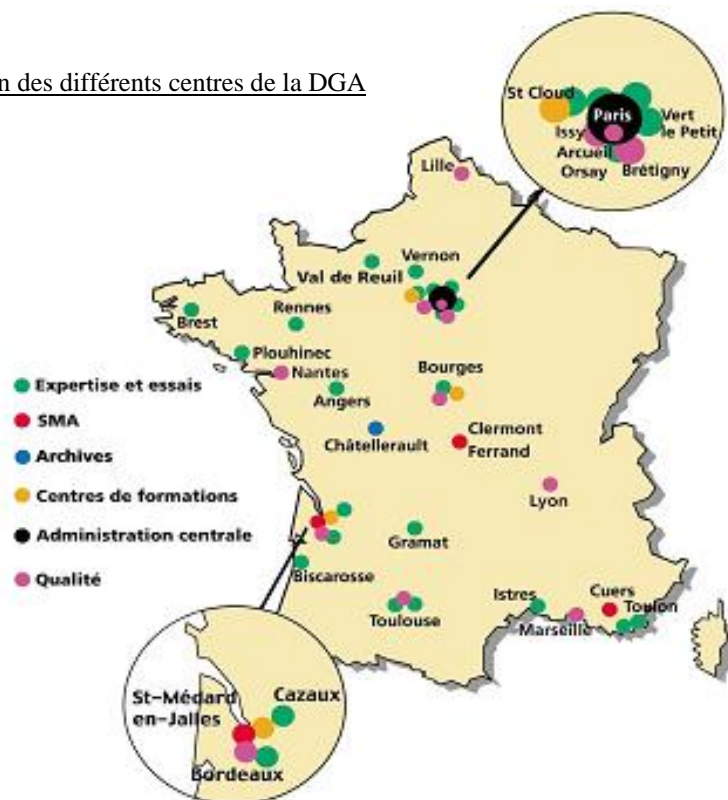 n des différents centres de la DGA
St Cloud
Paris
Vert
le Petit
Issy
Arcueil
Orsay
Brétigny
Lille
Vernon
Val de Reuil
Brest
Rennes
Plouhinec
Nantes
Angers
Bourges
Châtellerault
Clermont
Ferrand
Lyon
Gramat
Biscarosse
Toulouse
Istres
Marseille
Cuers
Toulon
Expertise et essais
SMA
Archives
Centres de formations
Administration centrale
Qualité
St-Médard
en-Jalles
Cazaux
Bordeaux